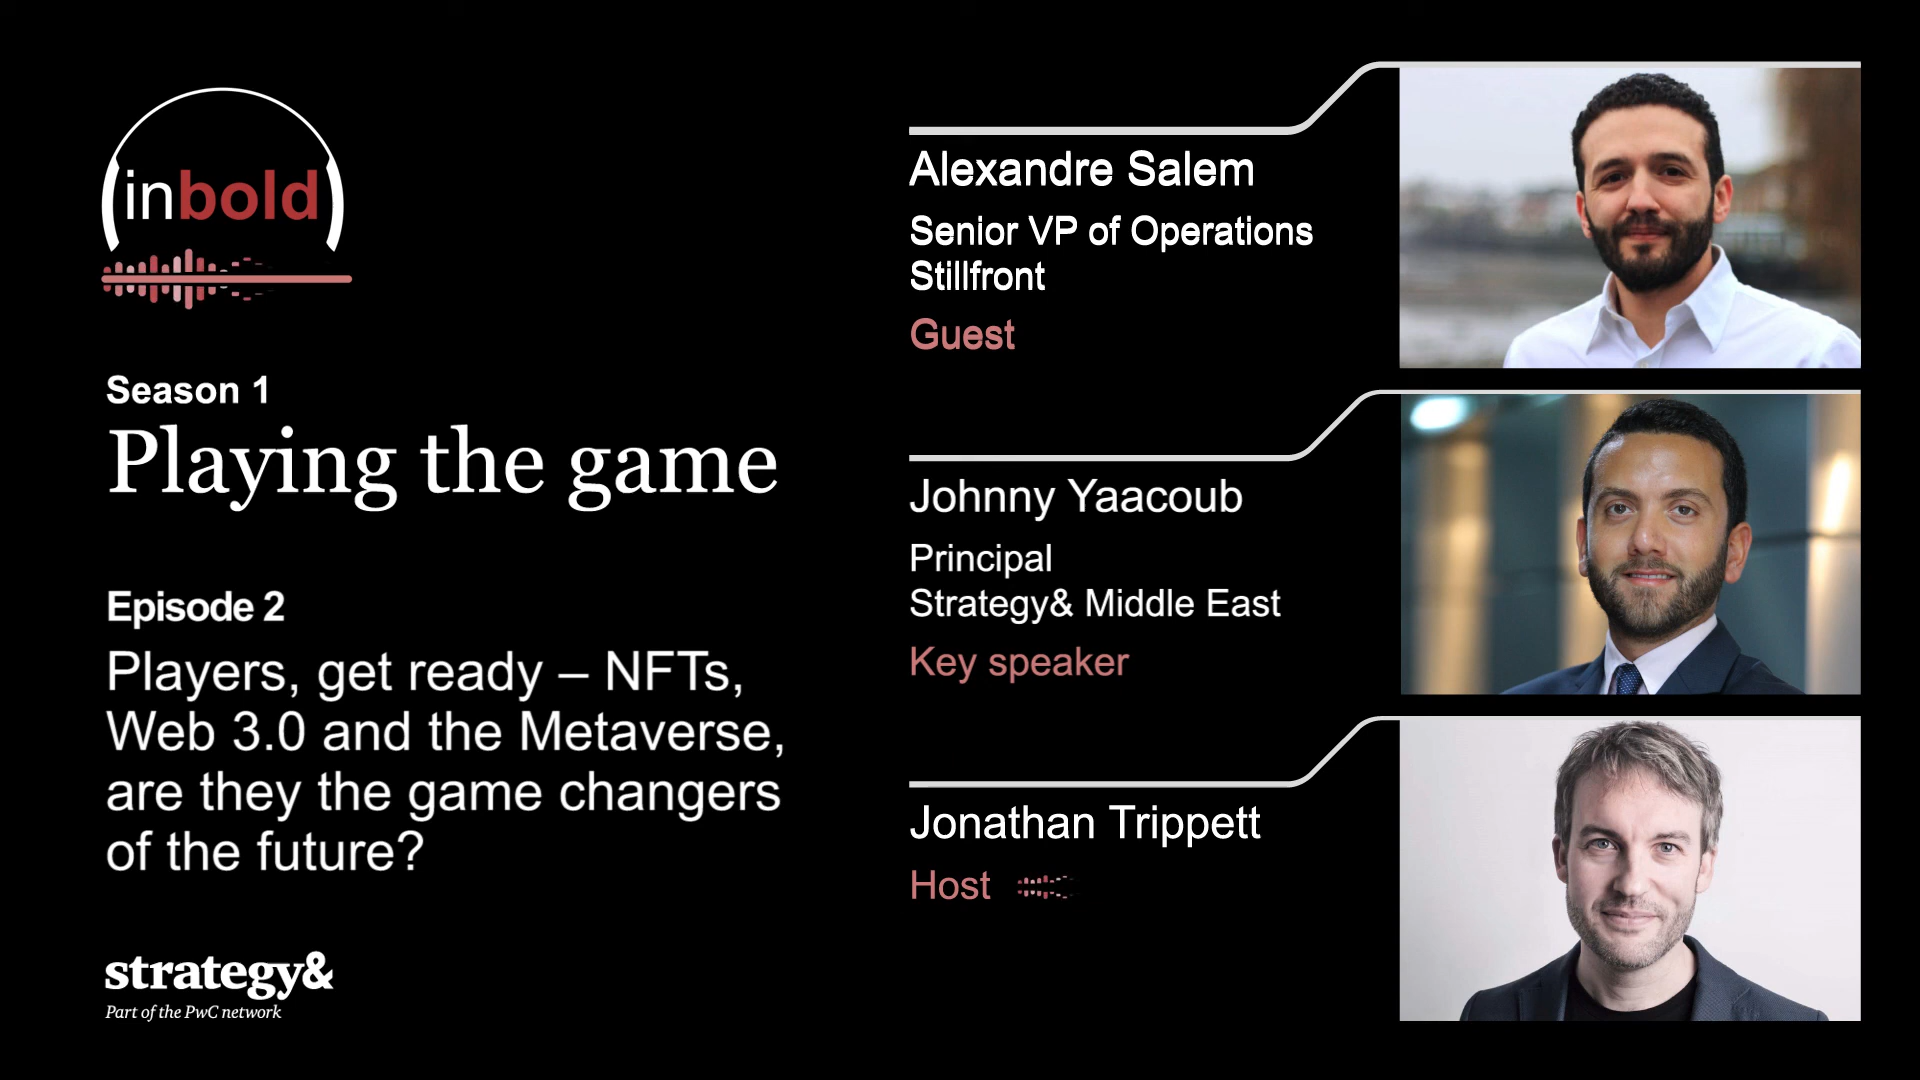 inbold
Season 1
Playing the game
Episode 2
Players, get ready – NFTs,
Web 3.0 and the Metaverse,
are they the game changers
of the future?
strategy&
Part of the PwC network
Alexandre Salem
Senior VP of Operations
Stillfront
Guest
Johnny Yaacoub
Principal
Strategy& Middle East
Key speaker
Jonathan Trippett
Host